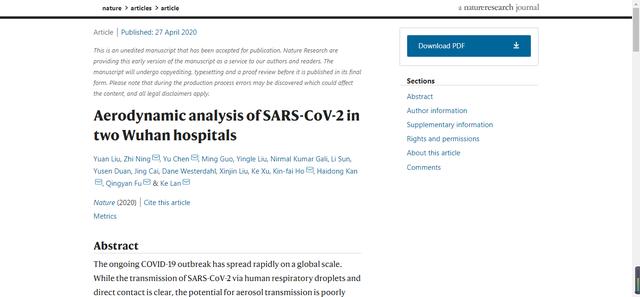 nature > articles > article
a natureresearch journal
Article | Published: 27 April 2020
This is an unedited manuscript that has been accepted for publication. Nature Research are
providing this early version of the manuscript as a service to our authors and readers. The
manuscript will undergo copyediting, typesetting and a proof review before it is published in its final
form. Please note that during the production process errors may be discovered which could affect
the content, and all legal disclaimers apply.
Aerodynamic analysis of SARS-CoV-2 in
two Wuhan hospitals
Yuan Liu, Zhi Ning, Yu Chen, Ming Guo, Yingle Liu, Nirmal Kumar Gali, Li Sun,
Yusen Duan, Jing Cai, Dane Westerdahl, Xinjin Liu, Ke Xu, Kin-fai Ho, Haidong Kan
, Qingyan Fu & Ke Lan
Nature (2020) | Cite this article
Metrics
Abstract
The ongoing COVID-19 outbreak has spread rapidly on a global scale.
While the transmission of SARS-CoV-2 via human respiratory droplets and
direct contact is clear, the potential for aerosol transmission is poorly
Download PDF
Sections
Abstract
Author information
Supplementary information
Rights and permissions
About this article
Comments